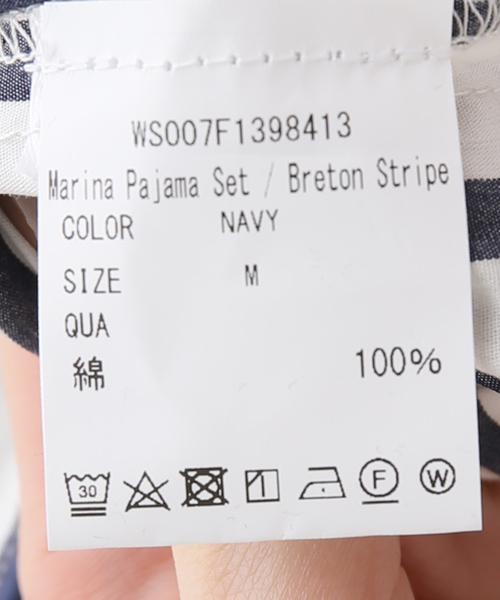 WS007F1398413
Marina Pajama Set / Breton Stripe
COLOR NAVY
SIZE M
QUA
綿 100%
30 F W